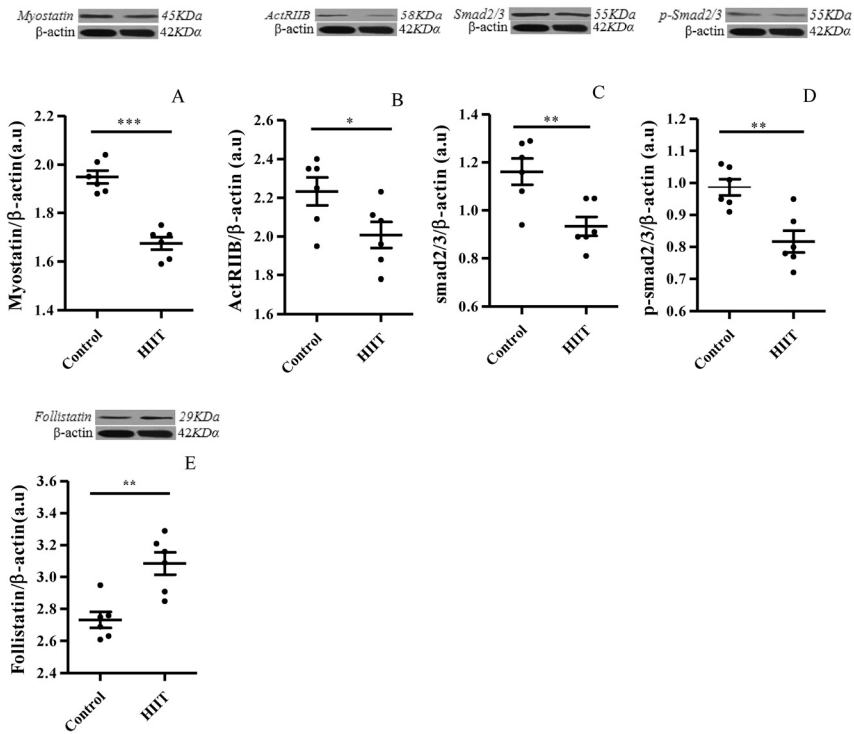 Myostatin 45KDa
β-actin 42KDα
ActRIIB 58KDa
β-actin 42KDα
Smad2/3 55KDa
β-actin 42KDα
p-Smad2/3 55KDa
β-actin 42KDα
A
Myostatin/β-actin(a.u)
2.2
2.0
1.8
1.6
1.4
***
Control
HIIT
B
ActRIIB/β-actin (a.u)
2.6
2.4
2.2
2.0
1.8
1.6
*
Control
HIIT
C
smad2/3/β-actin (a.u)
1.4
1.2
1.0
0.8
0.6
**
Control
HIIT
D
p-smad2/3/β-actin (a.u)
1.2
1.1
1.0
0.9
0.8
0.7
0.6
**
Control
HIIT
Follistatin 29KDa
β-actin 42KDα
E
Follistatin/β-actin(a.u)
3.6
3.4
3.2
3.0
2.8
2.6
2.4
**
Control
HIIT